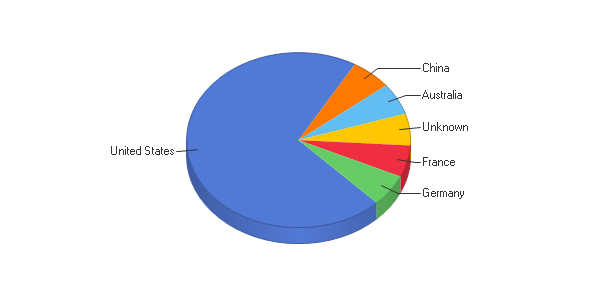 China
Australia
Unknown
United States
France
Germany